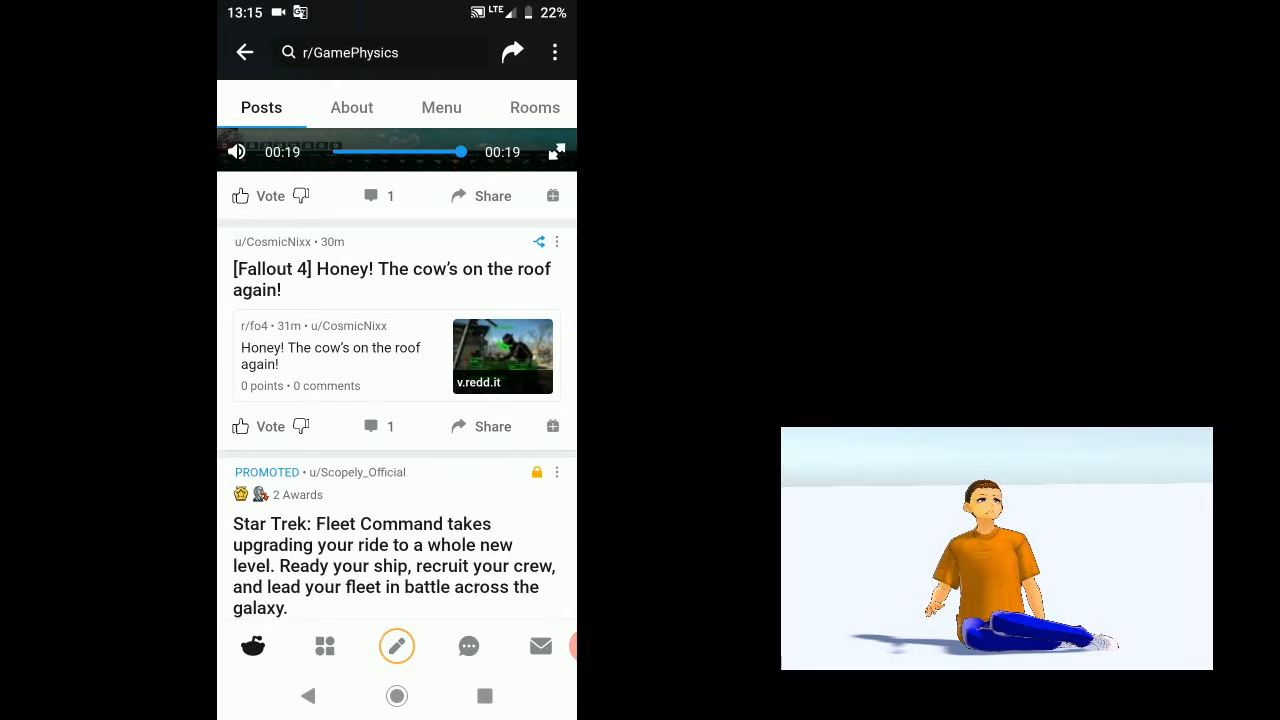 13:15 LTE 22%
r/GamePhysics
Posts About Menu Rooms
00:19 00:19
Vote 1 Share
u/CosmicNixx • 30m
[Fallout 4] Honey! The cow’s on the roof
again!
r/fo4 • 31m • u/CosmicNixx
Honey! The cow’s on the roof
again!
v.redd.it
0 points • 0 comments
Vote 1 Share
PROMOTED • u/Scopely_Official
2 Awards
Star Trek: Fleet Command takes
upgrading your ride to a whole new
level. Ready your ship, recruit your crew,
and lead your fleet in battle across the
galaxy.